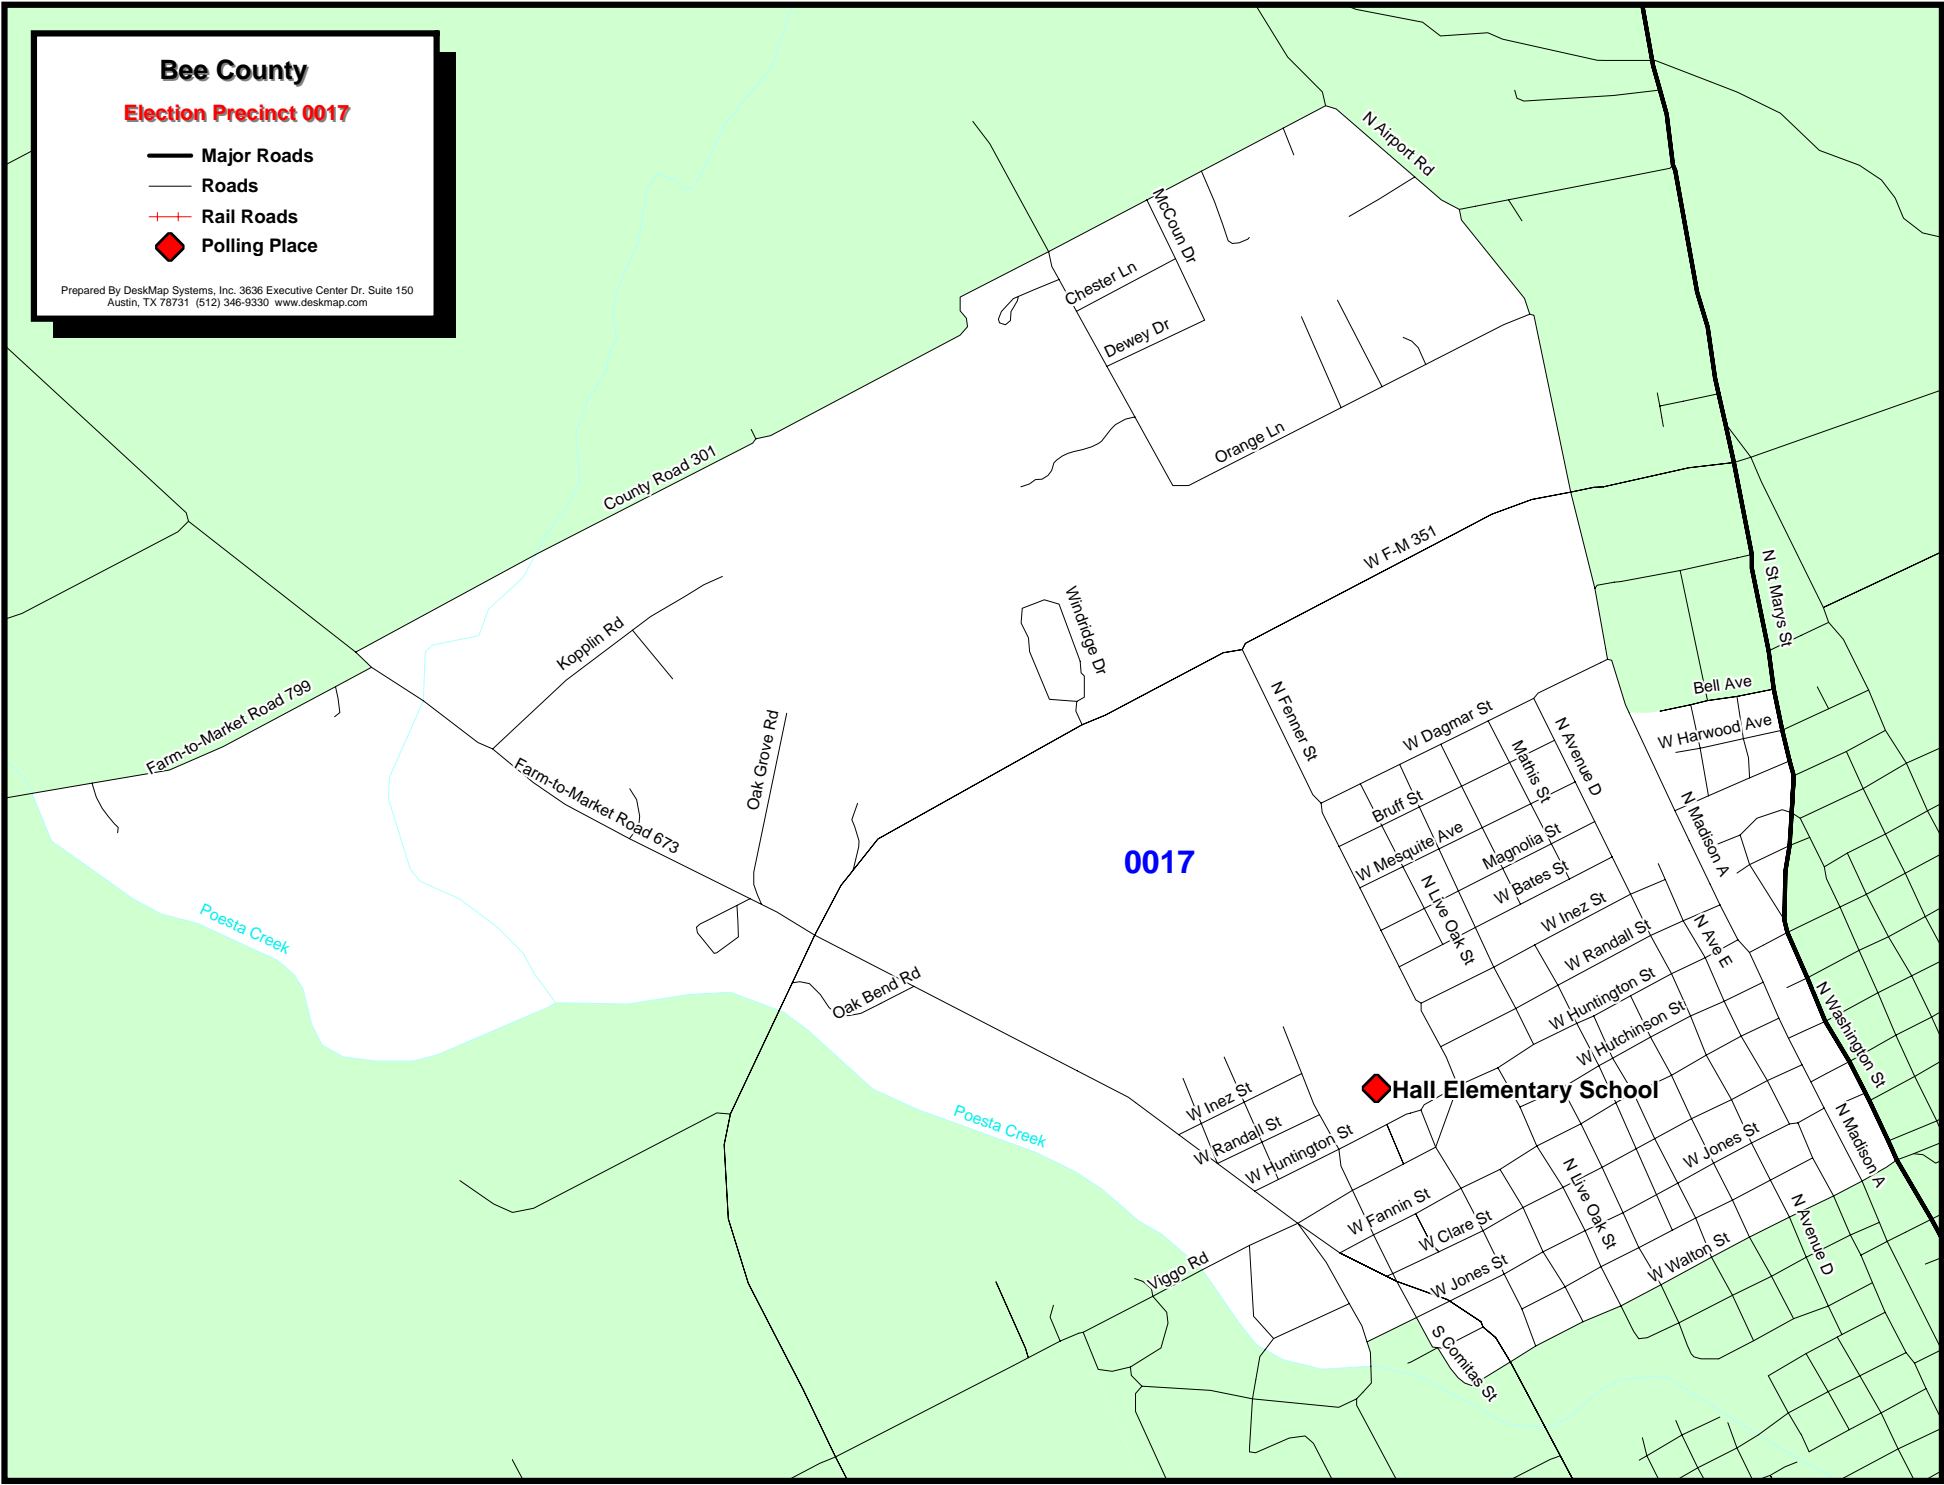 Bee County
Election Precinct 0017
Major Roads
Roads
Rail Roads
Polling Place
Prepared By DeskMap Systems, Inc. 3636 Executive Center Dr. Suite 150
Austin, TX 78731 (512) 346-9330 www.deskmap.com
N Airport Rd
McCoun Dr
Chester Ln
Dewey Dr
Orange Ln
County Road 301
W F-M 351
N St Marys St
Windridge Dr
Kopplin Rd
Farm-to-Market Road 799
Oak Grove Rd
Farm-to-Market Road 673
N Fenner St
W Dagmar St
Mathis St
N Avenue D
Bell Ave
W Harwood Ave
N Madison A
Bruff St
W Mesquite Ave
Magnolia St
W Bates St
N Live Oak St
W Inez St
W Randall St
N Ave E
W Huntington St
W Hutchinson St
N Washington St
0017
Poesta Creek
Oak Bend Rd
Hall Elementary School
Poesta Creek
W Inez St
W Randall St
W Huntington St
W Fannin St
W Clare St
W Jones St
N Live Oak St
W Jones St
W Walton St
N Avenue D
N Madison A
Viggo Rd
S Comitas St